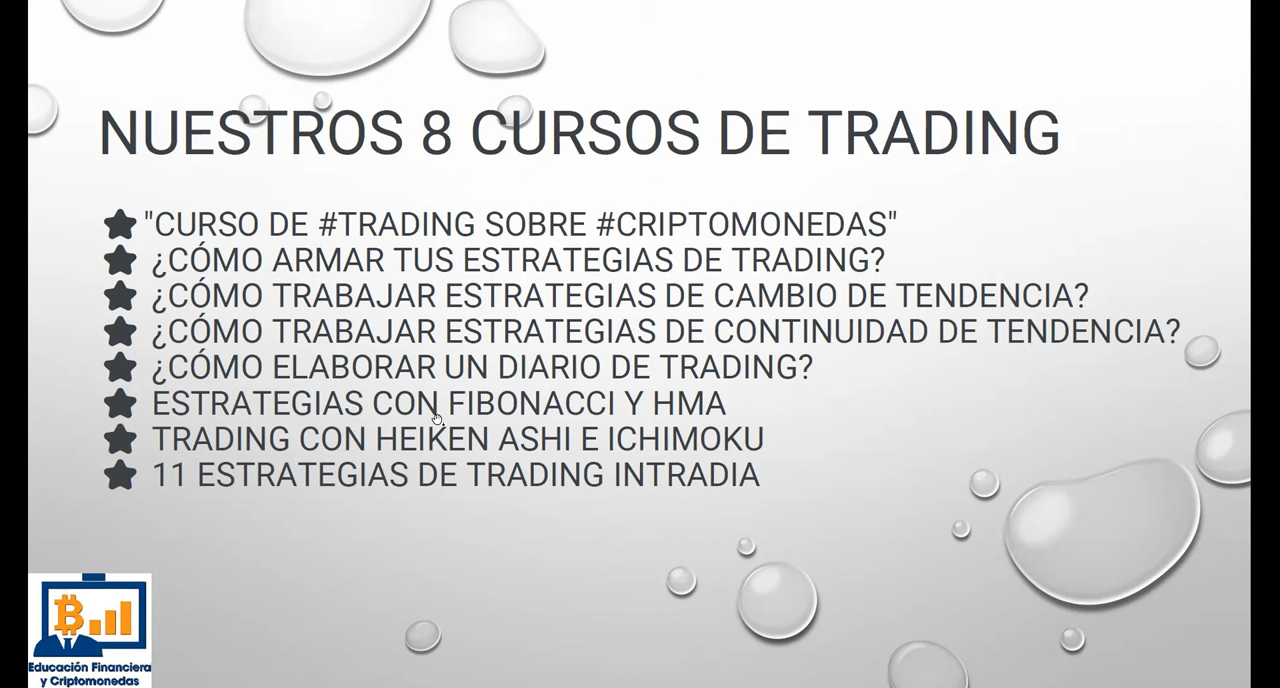 NUESTROS 8 CURSOS DE TRADING
"CURSO DE #TRADING SOBRE #CRIPTOMONEDAS"
¿CÓMO ARMAR TUS ESTRATEGIAS DE TRADING?
¿CÓMO TRABAJAR ESTRATEGIAS DE CAMBIO DE TENDENCIA?
¿CÓMO TRABAJAR ESTRATEGIAS DE CONTINUIDAD DE TENDENCIA?
¿CÓMO ELABORAR UN DIARIO DE TRADING?
ESTRATEGIAS CON FIBONACCI Y HMA
TRADING CON HEIKEN ASHI E ICHIMOKU
11 ESTRATEGIAS DE TRADING INTRADIA
Educación Financiera
y Criptomonedas